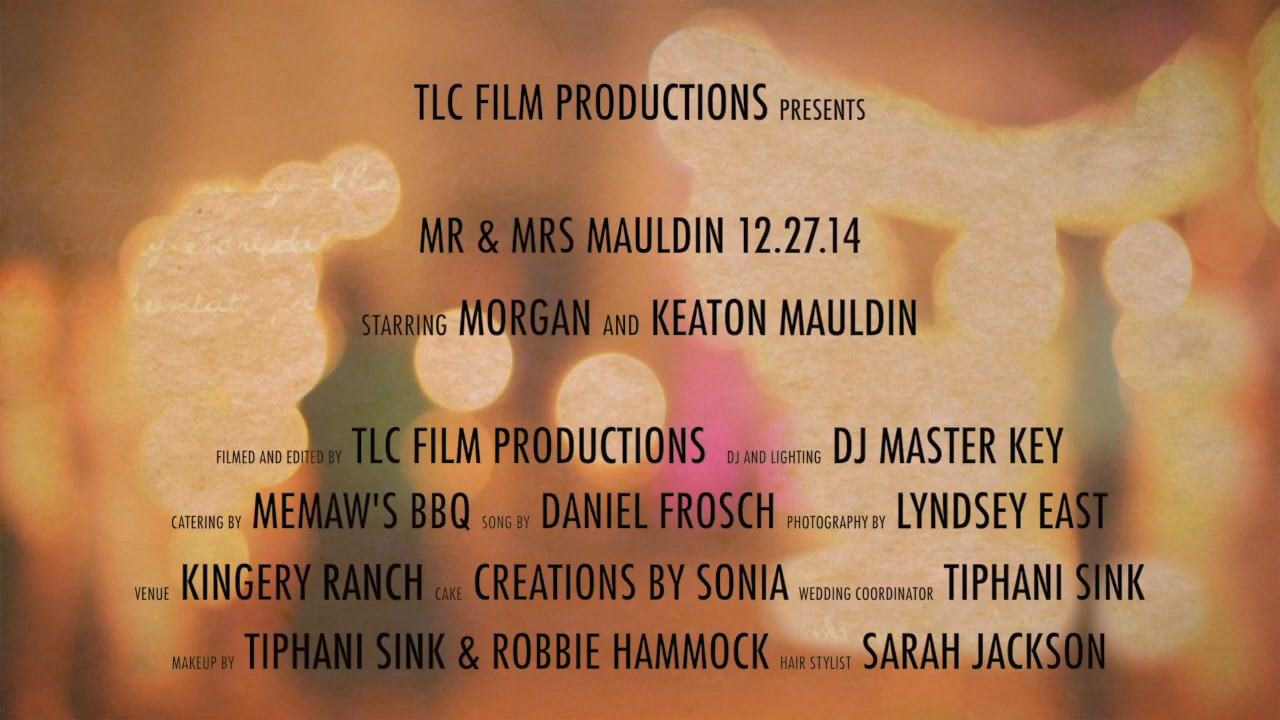 TLC FILM PRODUCTIONS PRESENTS
MR & MRS MAULDIN 12.27.14
STARRING MORGAN AND KEATON MAULDIN
FILMED AND EDITED BY TLC FILM PRODUCTIONS DJ AND LIGHTING DJ MASTER KEY
CATERING BY MEMAW'S BBQ SONG BY DANIEL FROSCH PHOTOGRAPHY BY LYNDSEY EAST
VENUE KINGERY RANCH CAKE CREATIONS BY SONIA WEDDING COORDINATOR TIPHANI SINK
MAKEUP BY TIPHANI SINK & ROBBIE HAMMOCK HAIR STYLIST SARAH JACKSON